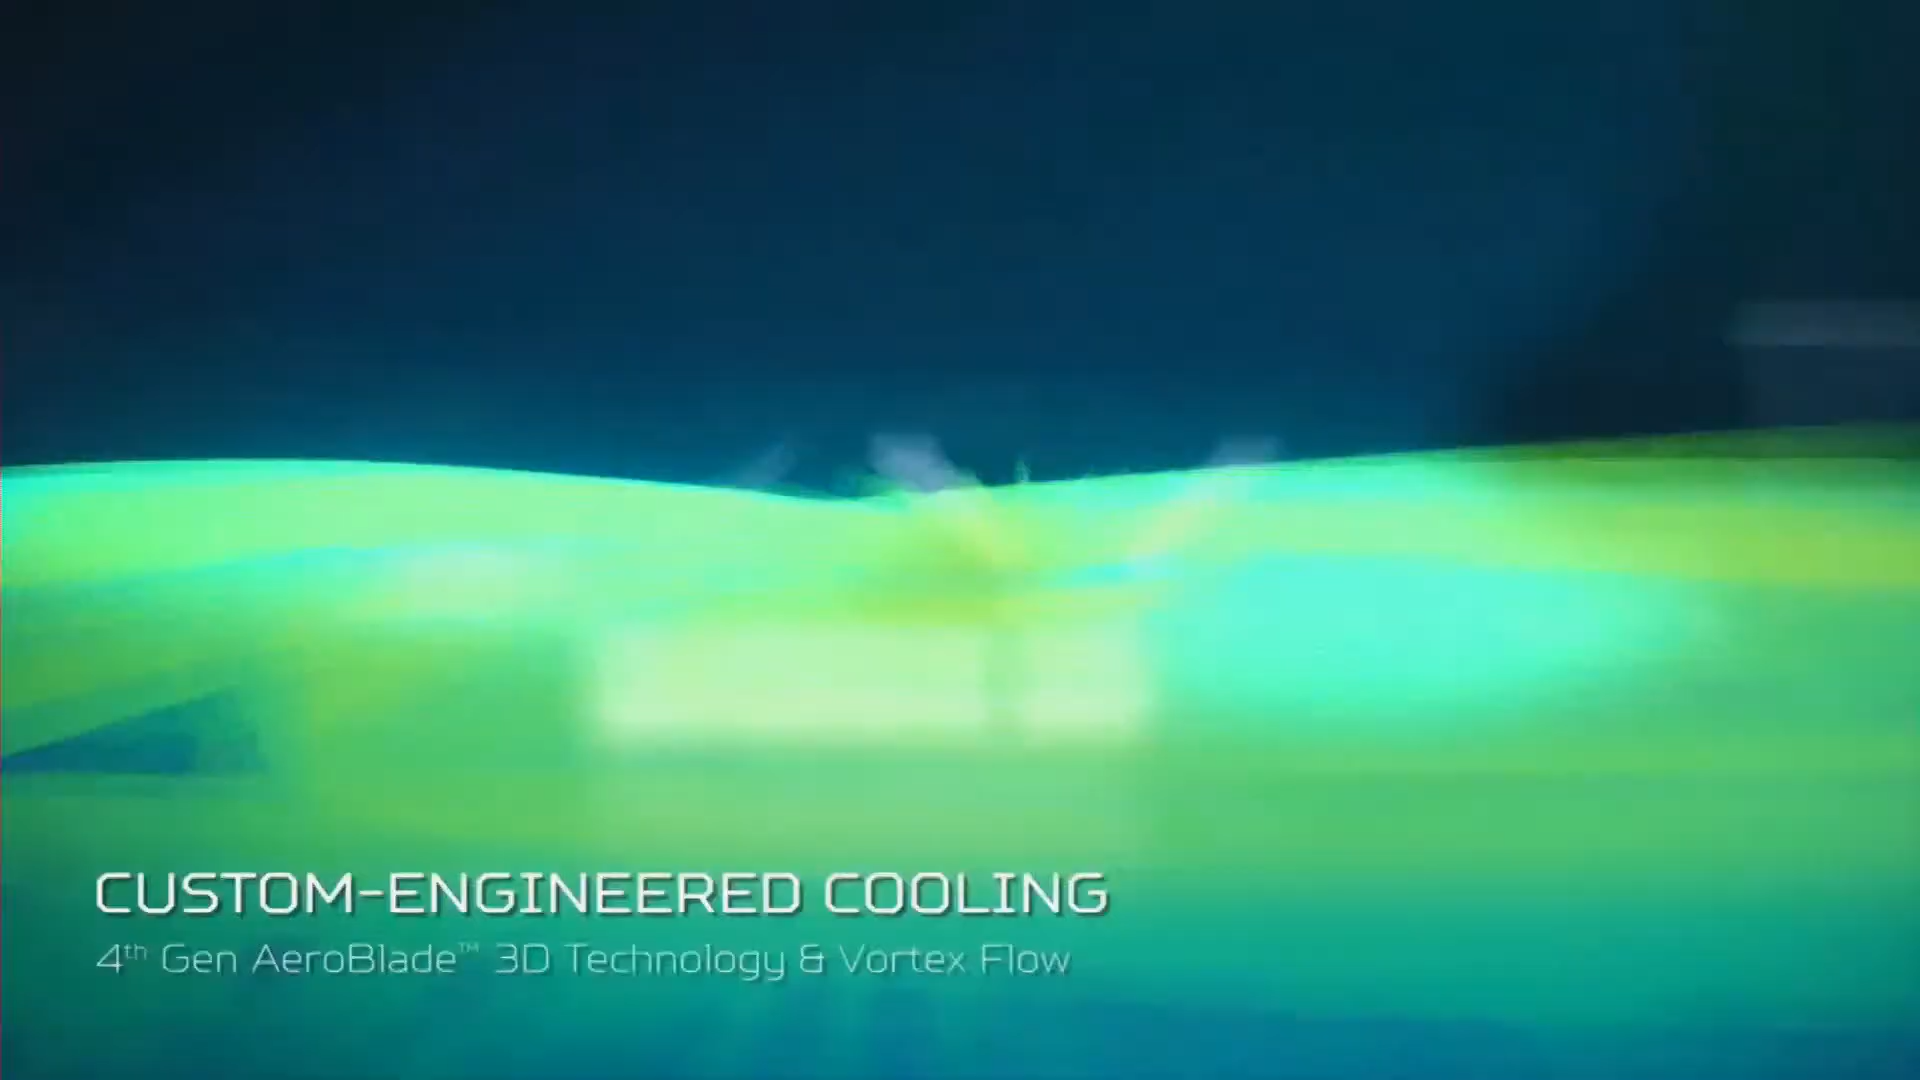 CUSTOM-ENGINEERED COOLING
4th Gen AeroBlade™ 3D Technology & Vortex Flow